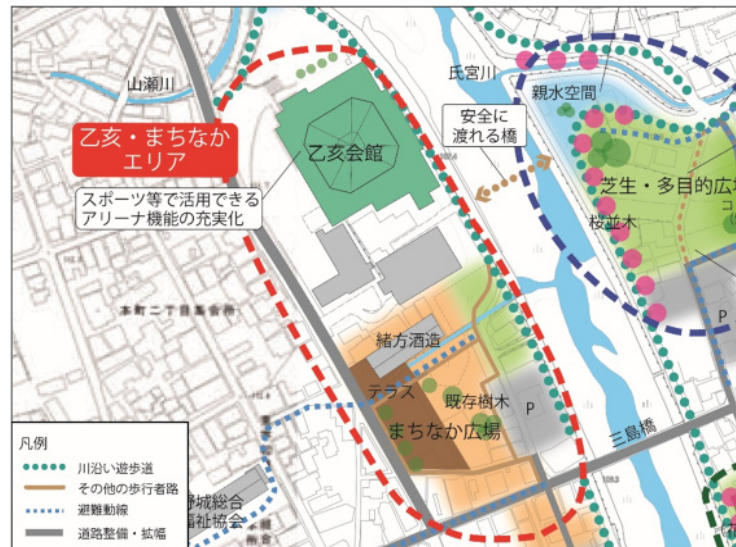 山瀬川
氏宮川
親水空間
安全に
渡れる橋
乙亥・まちなか
エリア
乙亥会館
芝生・多目的広場
スポーツ等で活用できる
アリーナ機能の充実化
桜並木
本町二丁目集会所
緒方酒造
P
テラス
既存樹木
P
まちなか広場
三島橋
凡例
川沿い遊歩道
その他の歩行者路
避難動線
道路整備・拡幅
野城総合
福祉協会